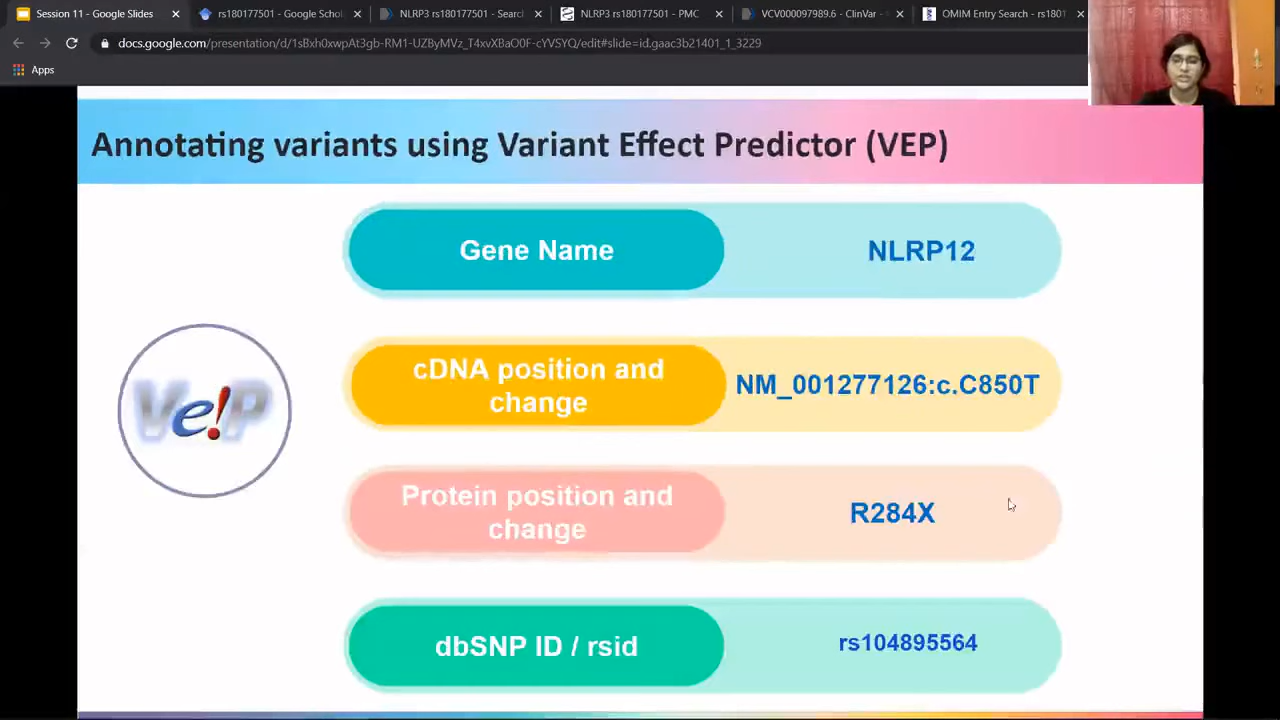 Session 11 - Google Slides
rs180177501 - Google Schol
NLRP3 rs180177501 - Search
NLRP3 rs180177501 - PMC
VCV000097989.6 - ClinVar -
OMIM Entry Search - rs1801
docs.google.com/presentation/d/1sBxh0xwpAt3gb-RM1-UZByMVz_T4xvXBaO0F-cYVSYQ/edit#slide=id.gaac3b21401_1_3229
Apps
Annotating variants using Variant Effect Predictor (VEP)
Gene Name
NLRP12
cDNA position and
change
NM_001277126:c.C850T
Ve!P
Protein position and
change
R284X
dbSNP ID / rsid
rs104895564